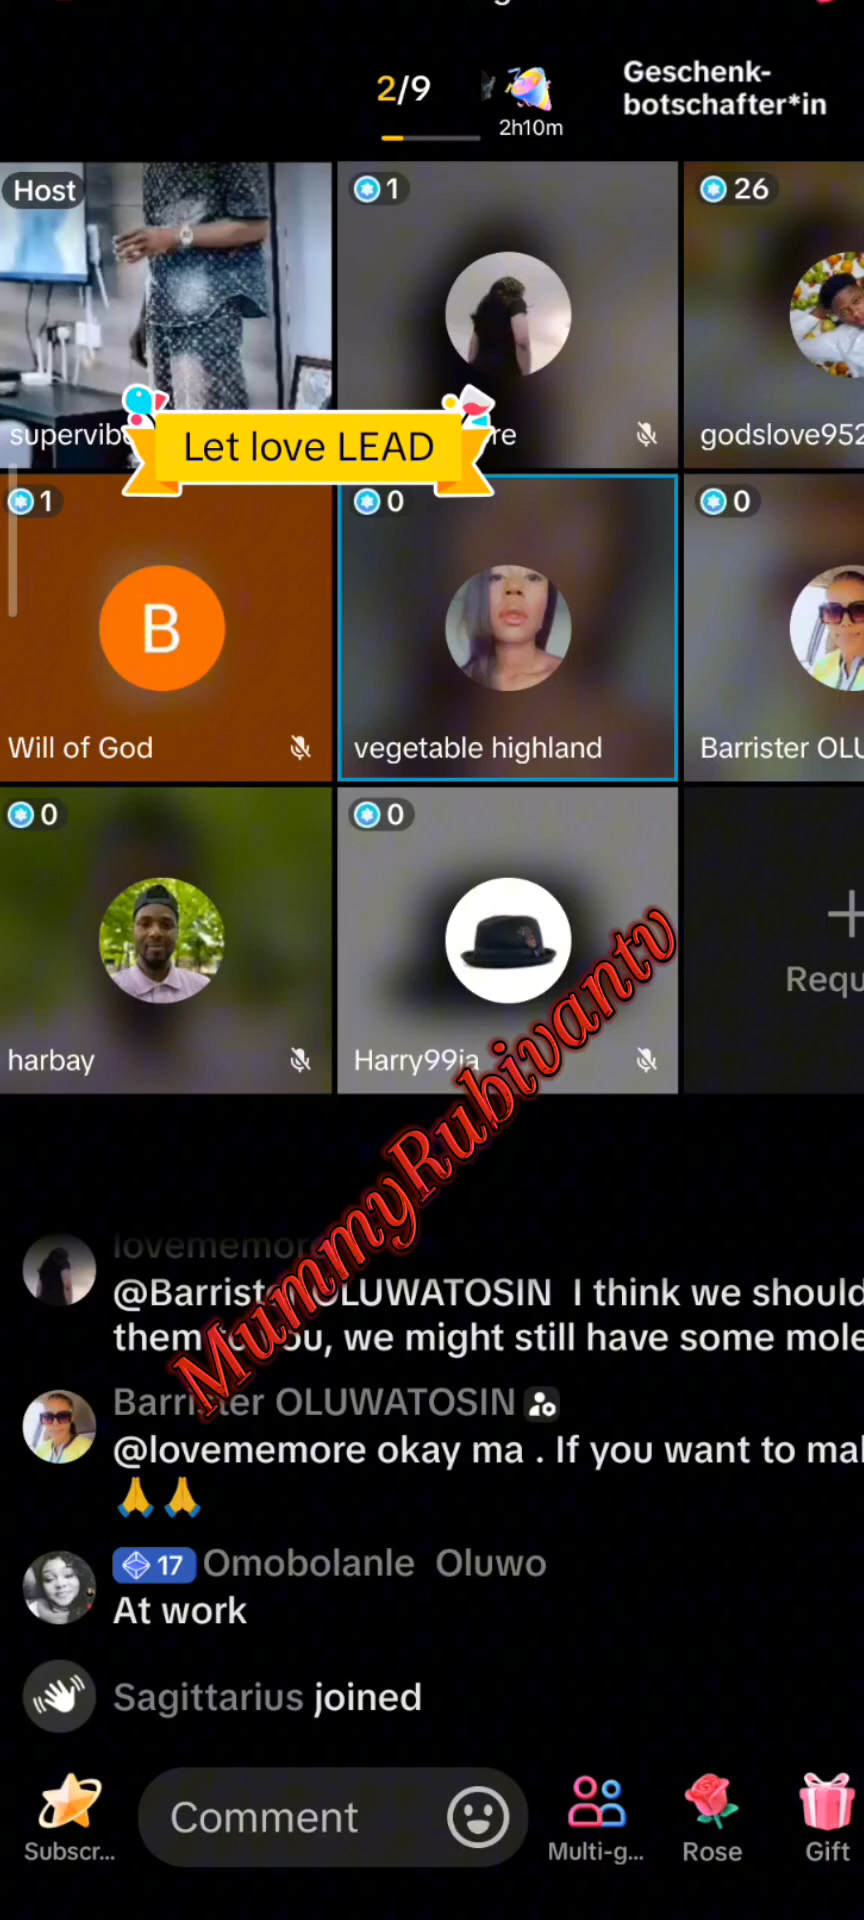 2/9
2h10m
Geschenk-
botschafter*in
Host
1
26
Let love LEAD
godslove952
1
0
0
B
Will of God
vegetable highland
Barrister OLU
0
0
harbay
Harry99ja
MummyRubivantv
lovememor
@Barrister OLUWATOSIN I think we should
them to you, we might still have some mole
Barrister OLUWATOSIN
@lovememore okay ma . If you want to mal
🙏🙏
17 Omobolanle Oluwo
At work
Sagittarius joined
Subscr... Comment Multi-g... Rose Gift